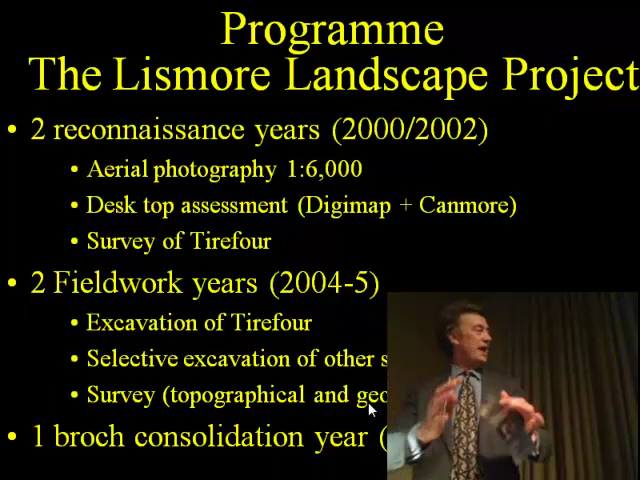 Programme
The Lismore Landscape Project
• 2 reconnaissance years (2000/2002)
• Aerial photography 1:6,000
• Desk top assessment (Digimap + Canmore)
• Survey of Tirefour
• 2 Fieldwork years (2004-5)
• Excavation of Tirefour
• Selective excavation of other
• Survey (topographical and
• 1 broch consolidation year (